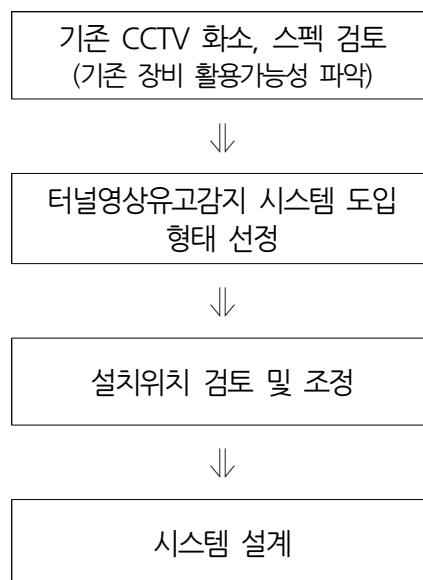 기존 CCTV 화소, 스펙 검토
(기존 장비 활용가능성 파악)
⇓
터널영상유고감지 시스템 도입
형태 선정
⇓
설치위치 검토 및 조정
⇓
시스템 설계